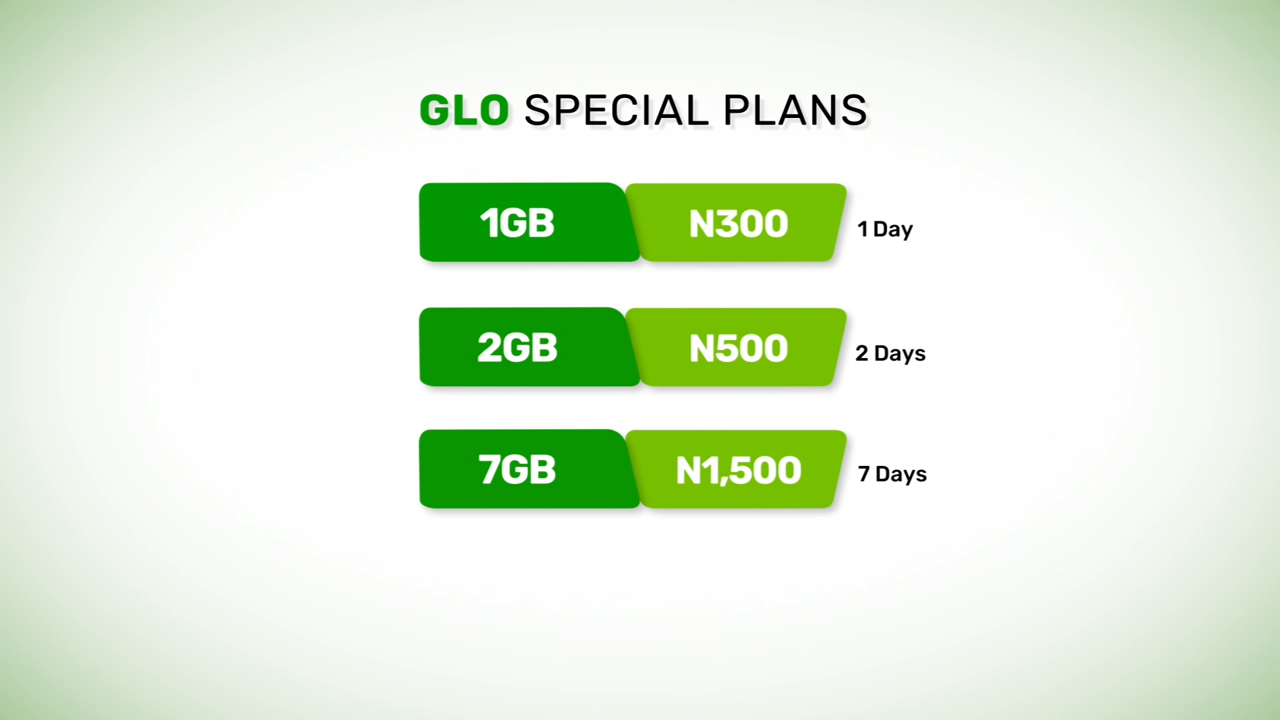 GLO SPECIAL PLANS
1GB N300 1 Day
2GB N500 2 Days
7GB N1,500 7 Days